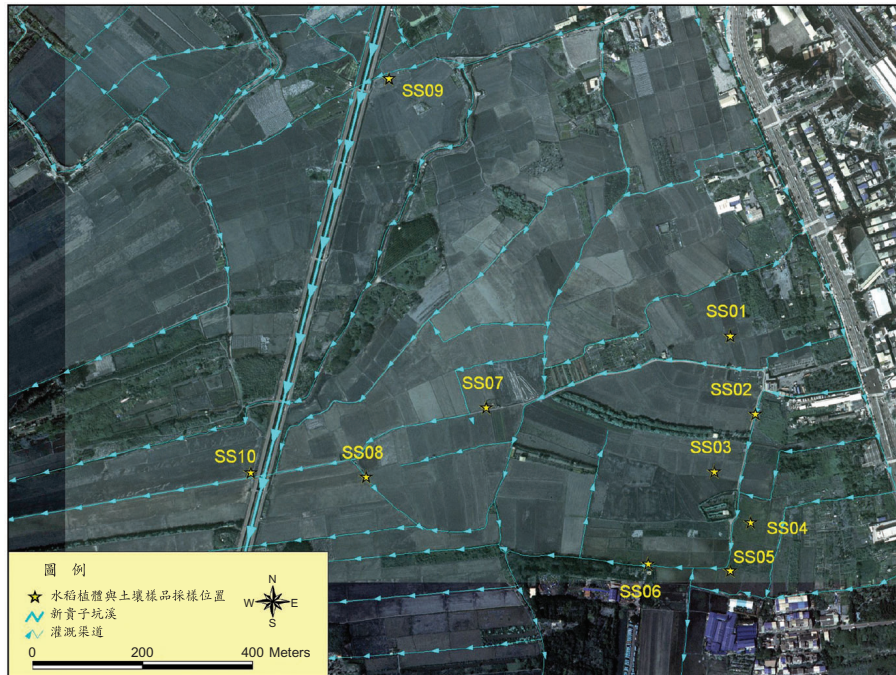 SS09
SS01
SS02
SS07
SS03
SS08
SS10
SS04
SS05
SS06
圖 例
水稻植體與土壤樣品採樣位置
新貴子坑溪
灌溉渠道
N
W E
S
0 200 400 Meters